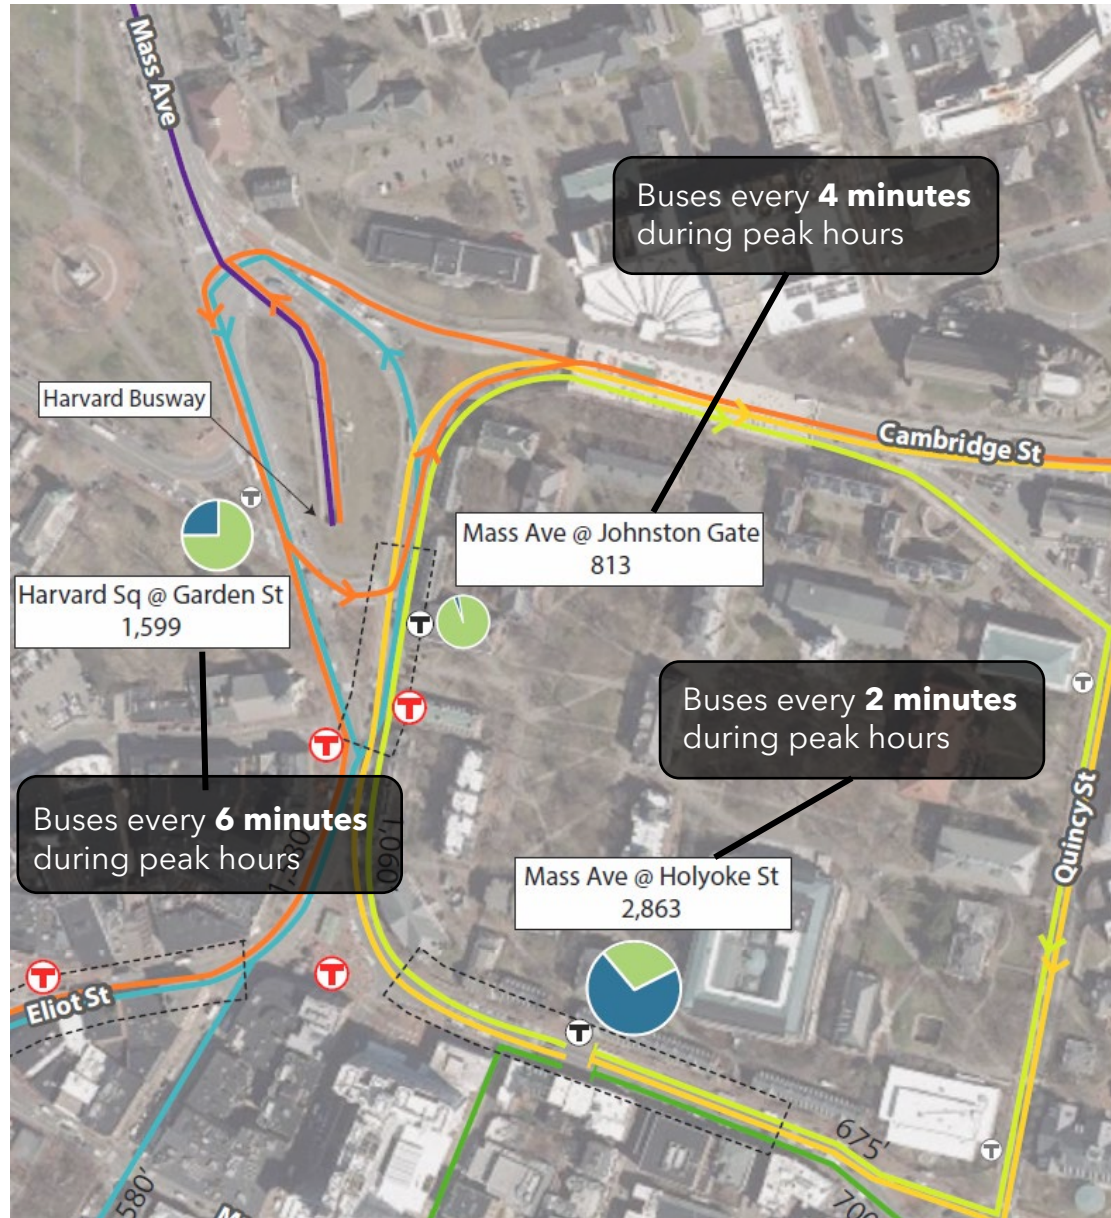 Mass Ave
Buses every 4 minutes
during peak hours
Harvard Busway
Cambridge St
Mass Ave @ Johnston Gate
813
Harvard Sq @ Garden St
1,599
T
T
T
T
T
Buses every 2 minutes
during peak hours
Buses every 6 minutes
during peak hours
1,060'
Quincy St
Mass Ave @ Holyoke St
2,863
T
T
Eliot St
T
675'
T
580'